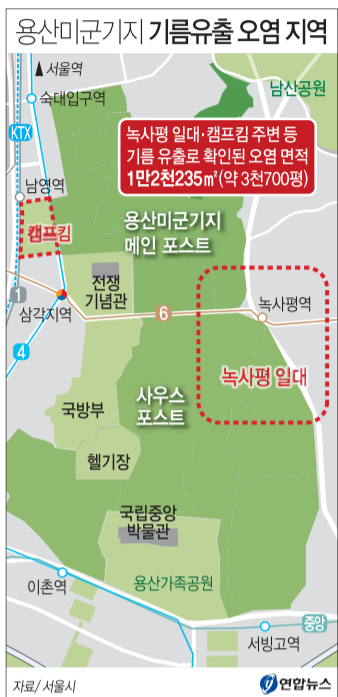 용산미군기지 기름유출 오염 지역
▲ 서울역
숙대입구역
남산공원
KTX
녹사평 일대·캠프킴 주변 등
기름 유출로 확인된 오염 면적
1만2천235㎡(약 3천700평)
남영역
캠프킴
용산미군기지
메인 포스트
전쟁
기념관
1
삼각지역
6
녹사평역
4
녹사평 일대
사우스
포스트
국방부
헬기장
국립중앙
박물관
이촌역
용산가족공원
중앙
서빙고역
자료/ 서울시
연합뉴스